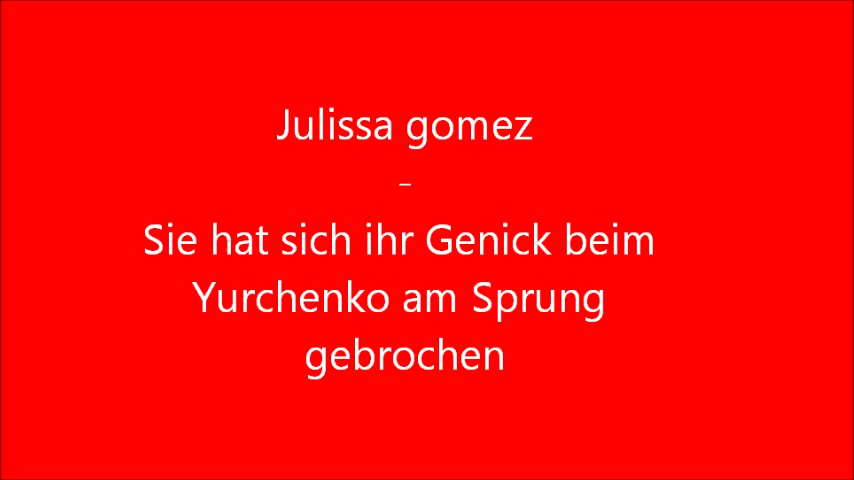 Julissa gomez
-
Sie hat sich ihr Genick beim
Yurchenko am Sprung
gebrochen